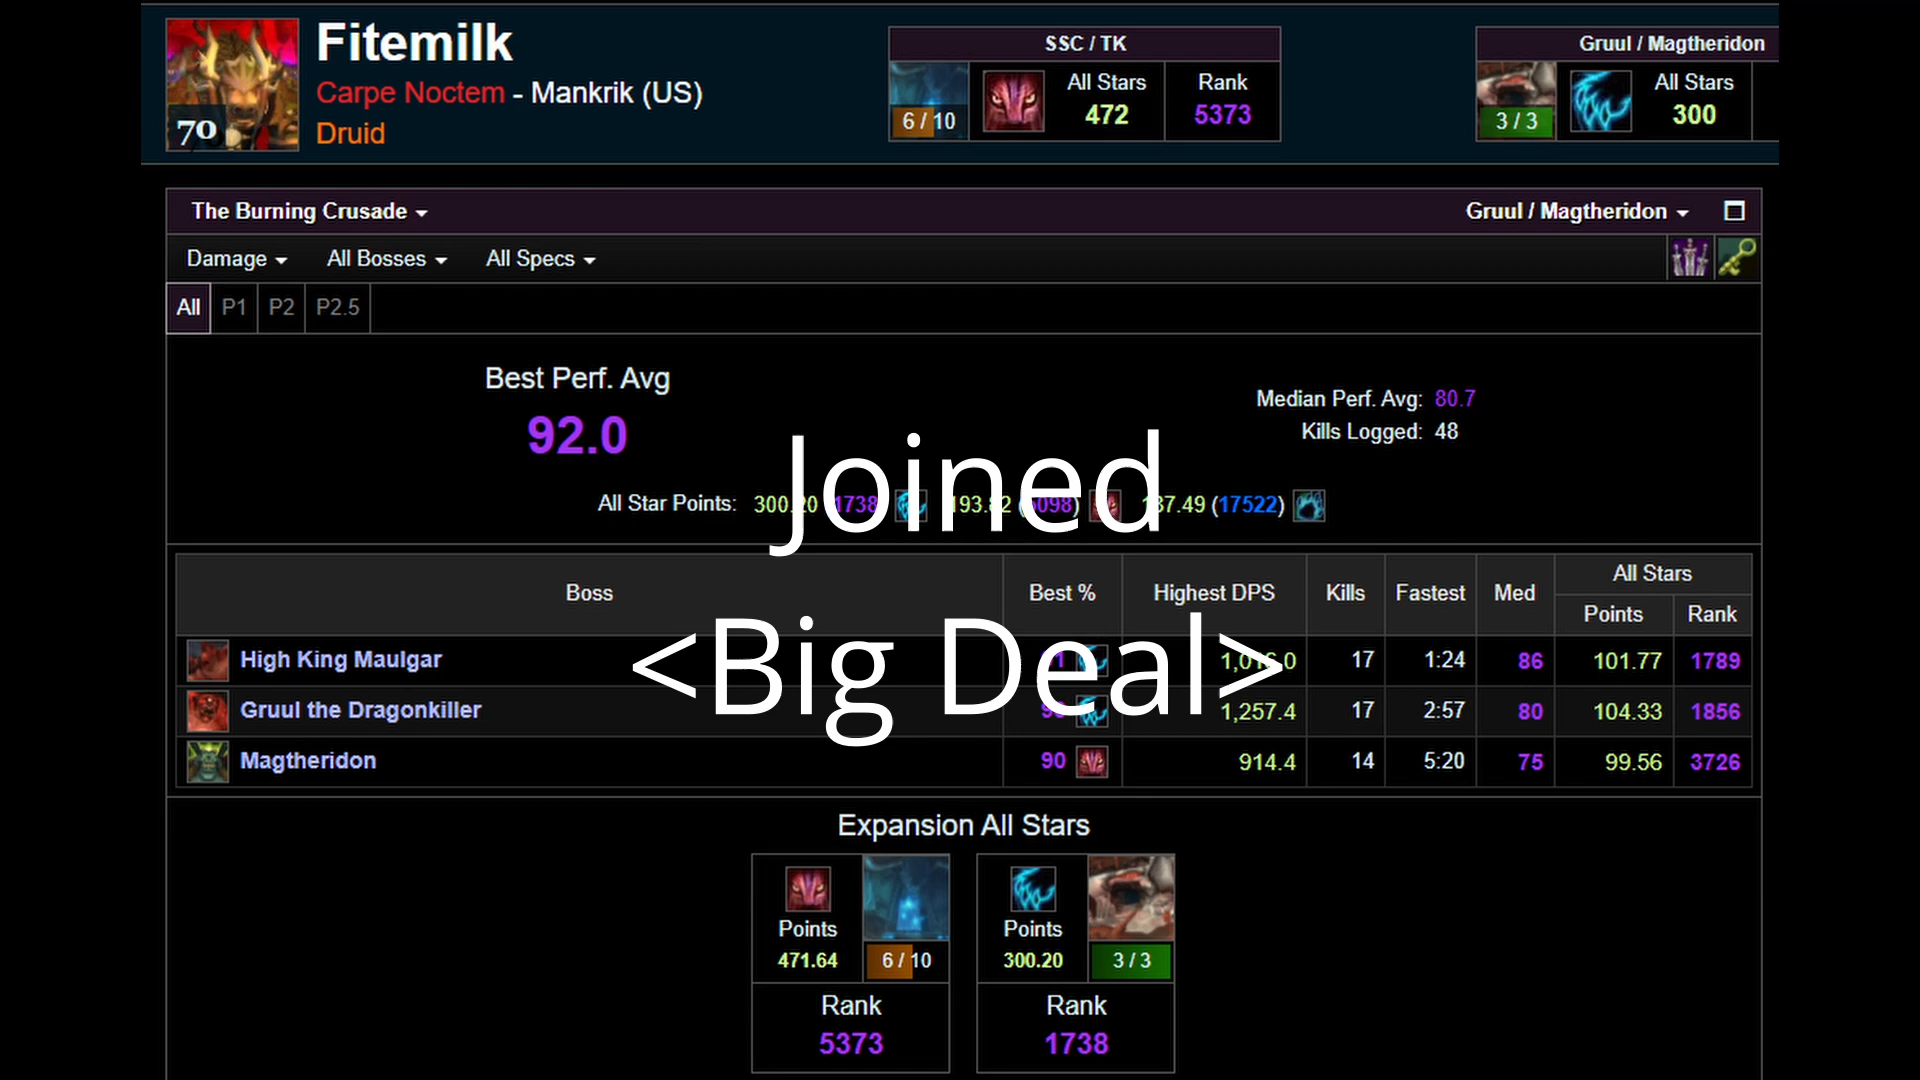 Fitemilk
Carpe Noctem - Mankrik (US)
Druid
70
SSC / TK
6 / 10
All Stars
472
Rank
5373
Gruul / Magtheridon
3 / 3
All Stars
300
The Burning Crusade
Gruul / Magtheridon
Damage All Bosses All Specs
All P1 P2 P2.5
Best Perf. Avg
92.0
Median Perf. Avg: 80.7
Kills Logged: 48
All Star Points: 300.20 1738 (17522)
Joined
<Big Deal>
Boss Best % Highest DPS Kills Fastest Med All Stars
Points Rank
High King Maulgar 17 1:24 86 101.77 1789
Gruul the Dragonkiller 1,257.4 17 2:57 80 104.33 1856
Magtheridon 90 914.4 14 5:20 75 99.56 3726
Expansion All Stars
Points
471.64
6 / 10
Rank
5373
Points
300.20
3 / 3
Rank
1738